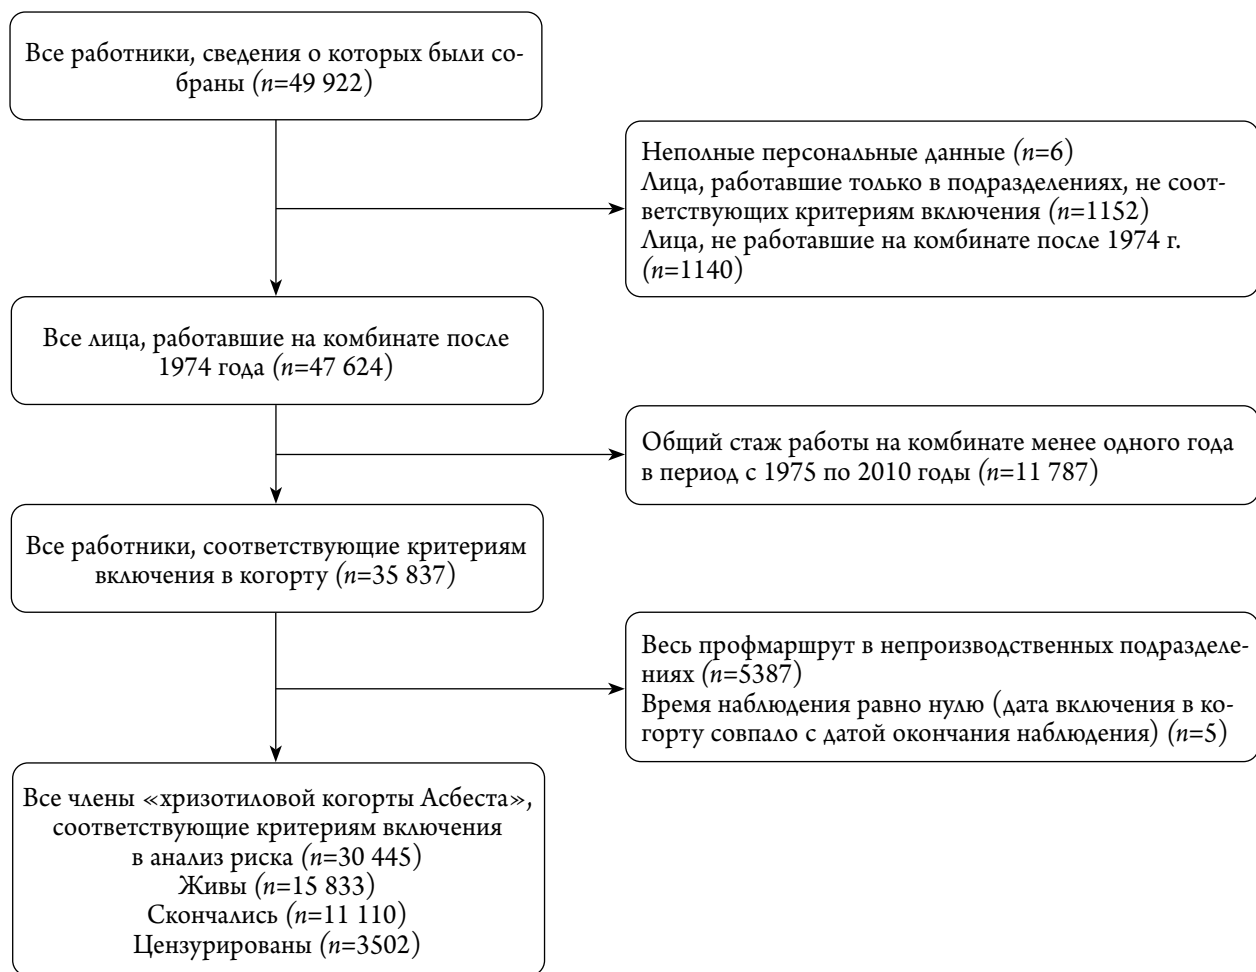 Все работники, сведения о которых были со-
браны (n=49 922)
Неполные персональные данные (n=6)
Лица, работавшие только в подразделениях, не соот-
ветствующих критериям включения (n=1152)
Лица, не работавшие на комбинате после 1974 г.
(n=1140)
Все лица, работавшие на комбинате после
1974 года (n=47 624)
Общий стаж работы на комбинате менее одного года
в период с 1975 по 2010 годы (n=11 787)
Все работники, соответствующие критериям
включения в когорту (n=35 837)
Весь профмаршрут в непроизводственных подразделе-
ниях (n=5387)
Время наблюдения равно нулю (дата включения в ко-
горту совпало с датой окончания наблюдения) (n=5)
Все члены «хризотиловой когорты Асбеста»,
соответствующие критериям включения
в анализ риска (n=30 445)
Живы (n=15 833)
Скончались (n=11 110)
Цензурированы (n=3502)